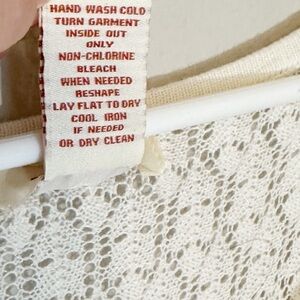 HAND WASH COLD
TURN GARMENT
INSIDE OUT
ONLY
NON-CHLORINE
BLEACH
WHEN NEEDED
RESHAPE
LAY FLAT TO DRY
COOL IRON
IF NEEDED
OR DRY CLEAN